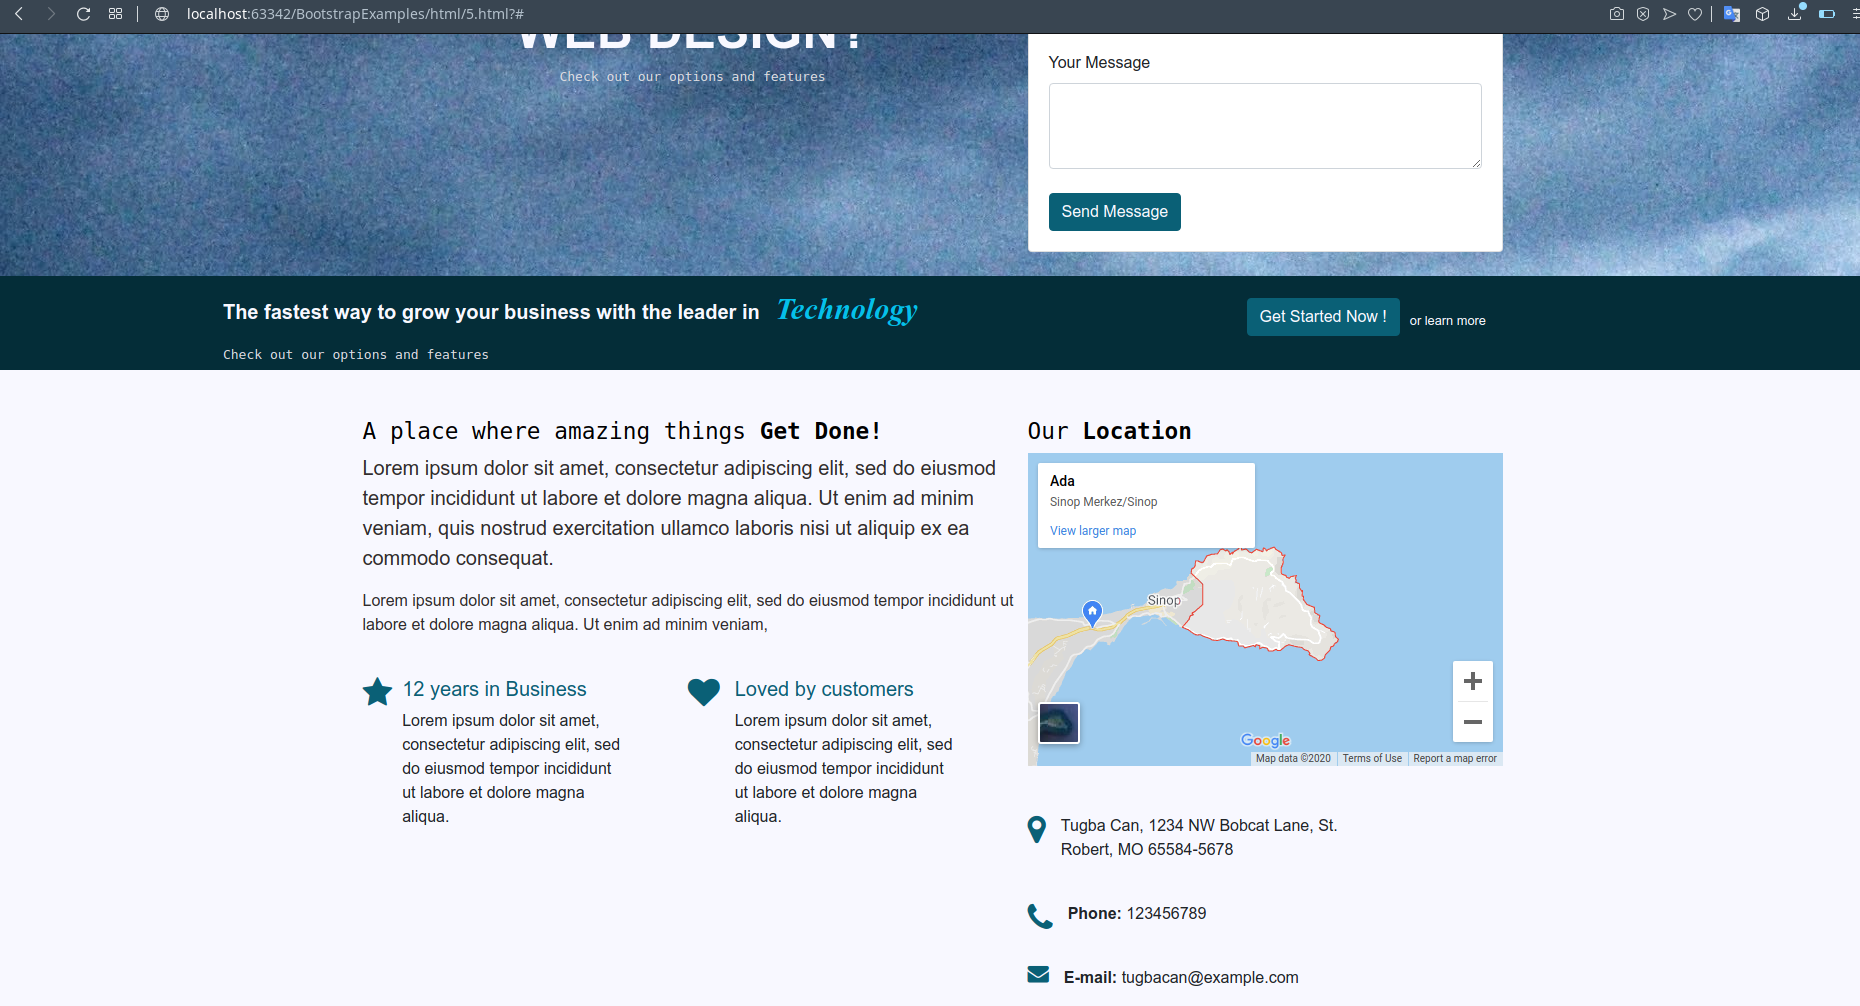 localhost:63342/BootstrapExamples/html/5.html?#
WEB DESIGN?
Check out our options and features
Your Message
Send Message
The fastest way to grow your business with the leader in Technology
Check out our options and features
Get Started Now !
or learn more
A place where amazing things Get Done!
Lorem ipsum dolor sit amet, consectetur adipiscing elit, sed do eiusmod
tempor incididunt ut labore et dolore magna aliqua. Ut enim ad minim
veniam, quis nostrud exercitation ullamco laboris nisi ut aliquip ex ea
commodo consequat.
Lorem ipsum dolor sit amet, consectetur adipiscing elit, sed do eiusmod tempor incididunt ut
labore et dolore magna aliqua. Ut enim ad minim veniam,
12 years in Business
Lorem ipsum dolor sit amet,
consectetur adipiscing elit, sed
do eiusmod tempor incididunt
ut labore et dolore magna
aliqua.
Loved by customers
Lorem ipsum dolor sit amet,
consectetur adipiscing elit, sed
do eiusmod tempor incididunt
ut labore et dolore magna
aliqua.
Our Location
Ada
Sinop Merkez/Sinop
View larger map
Sinop
Google
Map data ©2020
Terms of Use
Report a map error
Tugba Can, 1234 NW Bobcat Lane, St.
Robert, MO 65584-5678
Phone: 123456789
E-mail: tugbacan@example.com